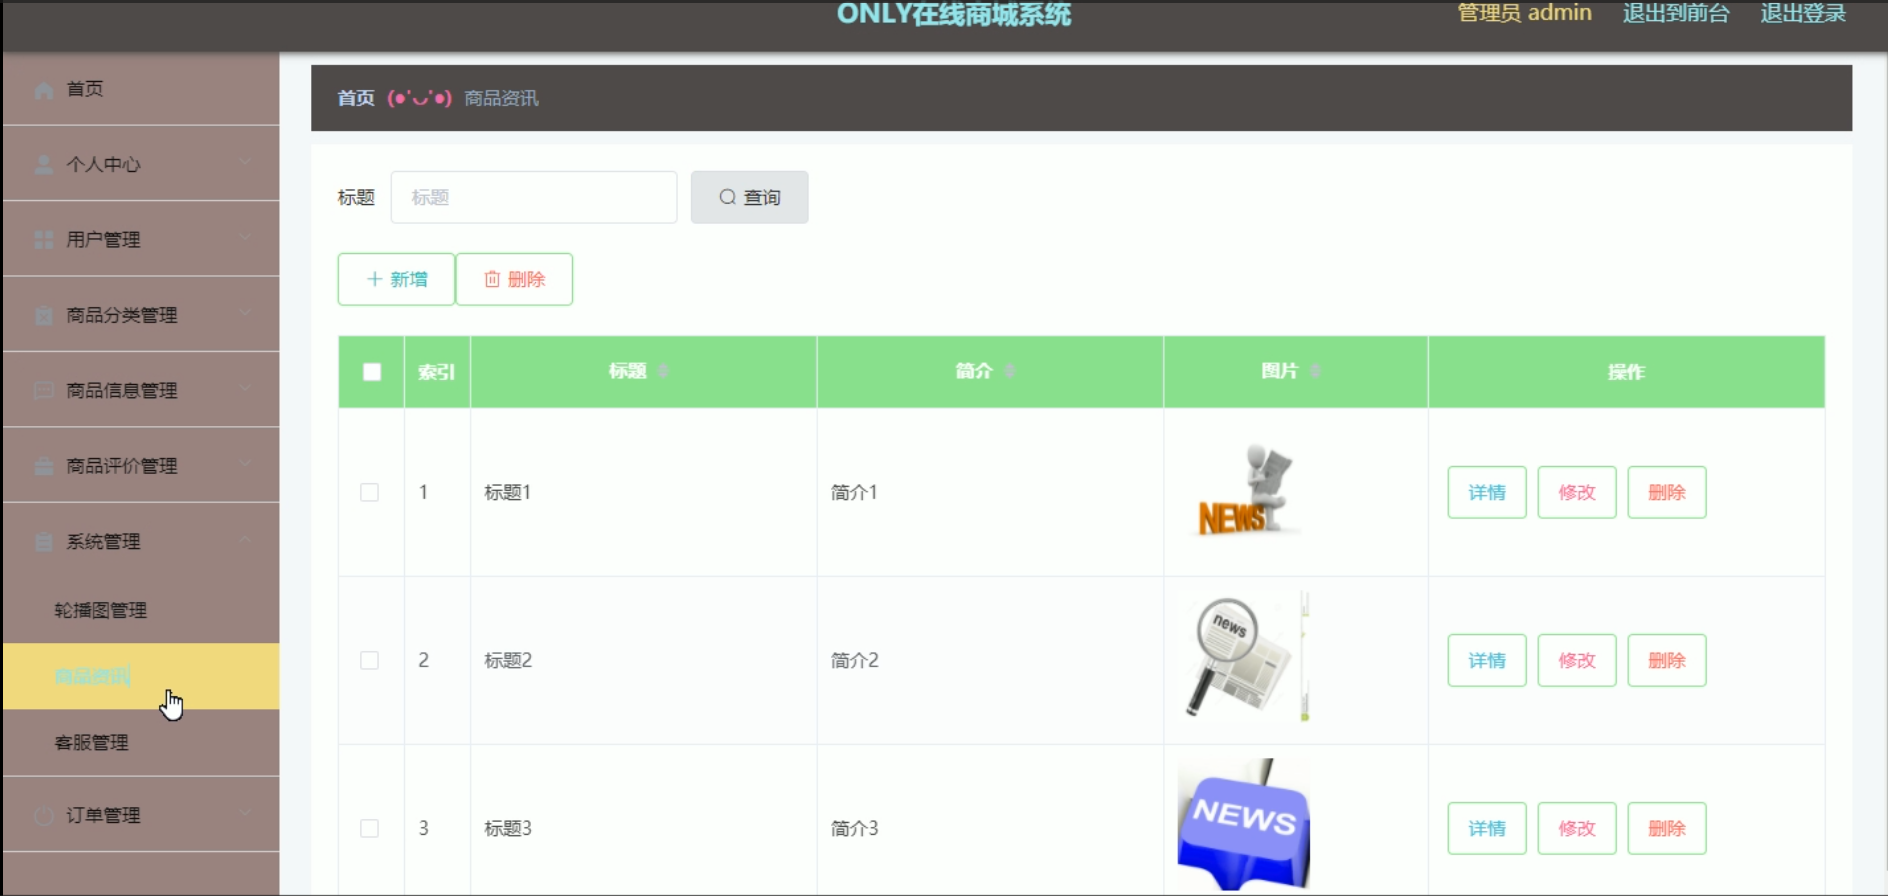 ONLY在线商城系统
管理员 admin 退出到前台 退出登录
首页
个人中心
用户管理
商品分类管理
商品信息管理
商品评价管理
系统管理
轮播图管理
商品资讯
客服管理
订单管理
首页 (●'◡'●) 商品资讯
标题 标题 查询
新增 删除
索引 标题 简介 图片 操作
1 标题1 简介1 NEWS 详情 修改 删除
2 标题2 简介2 news 详情 修改 删除
3 标题3 简介3 NEWS 详情 修改 删除